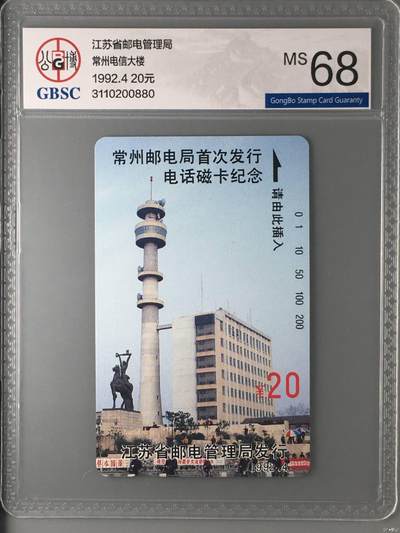 江苏省邮电管理局
常州电信大楼
1992.4 20元
3110200880
公博
GBSC
MS 68
GongBo Stamp Card Guaranty
常州邮电局首次发行
电话磁卡纪念
请由此插入
0 1 10 50 100 200
¥20
江苏省邮电管理局发行
1992.4